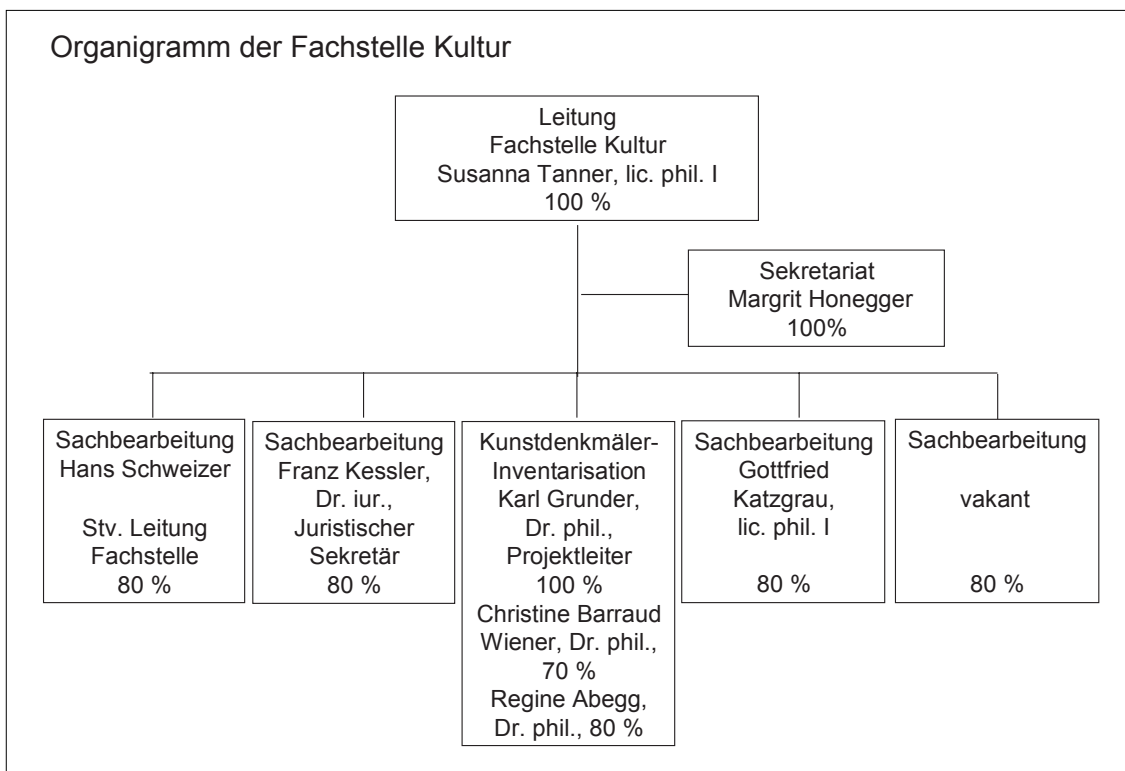 Organigramm der Fachstelle Kultur
Leitung
Fachstelle Kultur
Susanna Tanner, lic. phil. I
100 %
Sekretariat
Margrit Honegger
100%
Sachbearbeitung
Hans Schweizer
Stv. Leitung
Fachstelle
80 %
Sachbearbeitung
Franz Kessler,
Dr. iur.,
Juristischer
Sekretär
80 %
Kunstdenkmäler-
Inventarisation
Karl Grunder,
Dr. phil.,
Projektleiter
100 %
Christine Barraud
Wiener, Dr. phil.,
70 %
Regine Abegg,
Dr. phil., 80 %
Sachbearbeitung
Gottfried
Katzgrau,
lic. phil. I
80 %
Sachbearbeitung
vakant
80 %